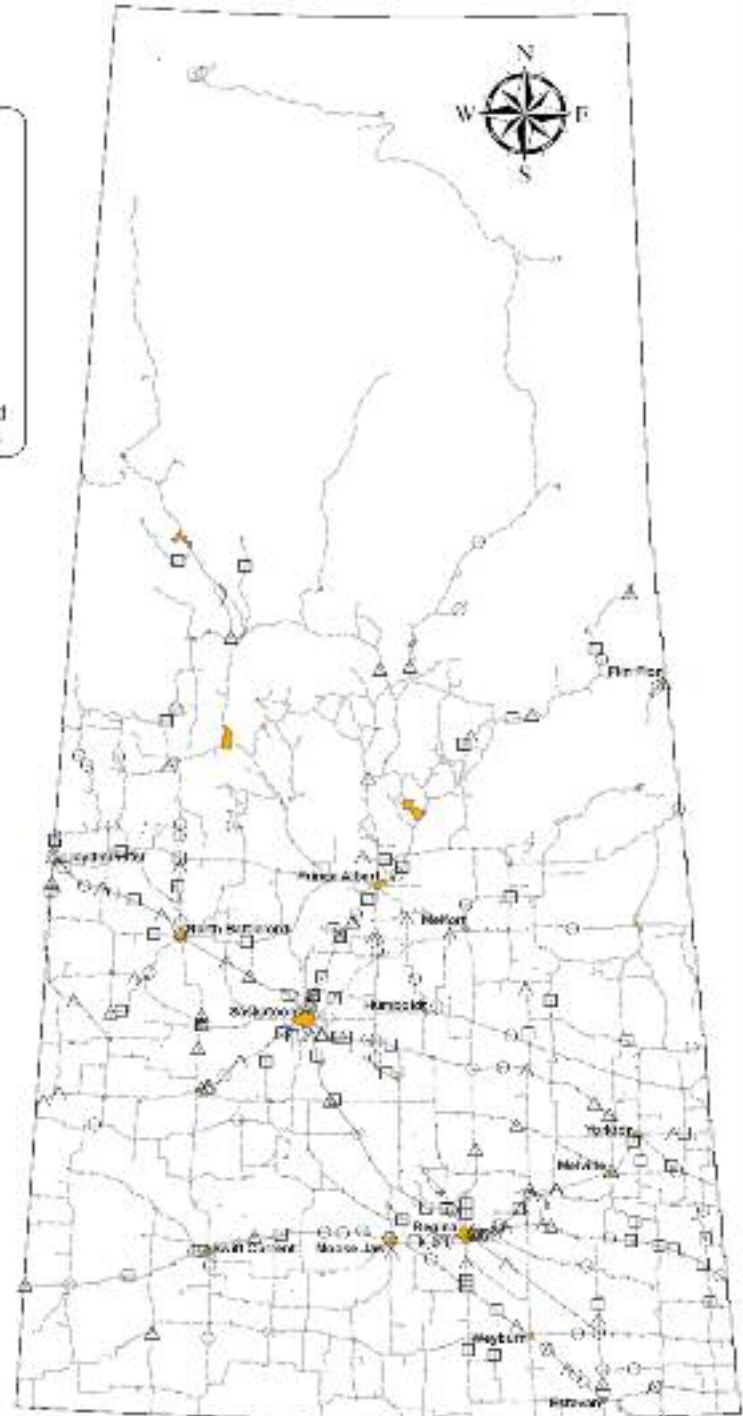 N
W E
S
Flin Flon
Prince Albert
Melfort
North Battleford
Saskatoon
Humboldt
Yorkton
Melville
Regina
Swift Current
Moose Jaw
Weyburn
Estevan